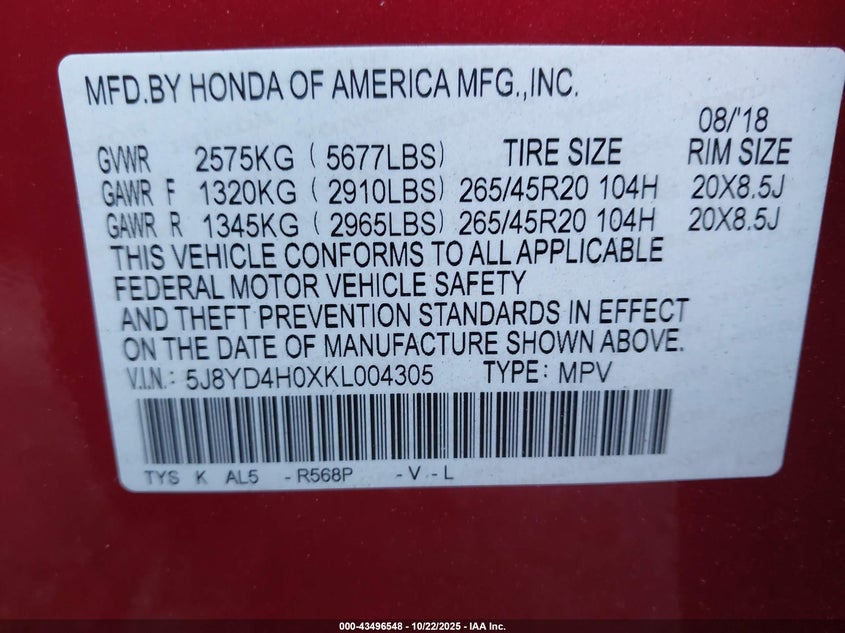 MFD.BY HONDA OF AMERICA MFG.,INC.
08/'18
GVWR 2575KG ( 5677LBS) TIRE SIZE RIM SIZE
GAWR F 1320KG ( 2910LBS) 265/45R20 104H 20X8.5J
GAWR R 1345KG ( 2965LBS) 265/45R20 104H 20X8.5J
THIS VEHICLE CONFORMS TO ALL APPLICABLE
FEDERAL MOTOR VEHICLE SAFETY
AND THEFT PREVENTION STANDARDS IN EFFECT
ON THE DATE OF MANUFACTURE SHOWN ABOVE.
V.I.N.: 5J8YD4H0XKL004305 TYPE: MPV
TYS K AL5 -R568P -V-L
000-43496548 - 10/22/2025 - IAA Inc.